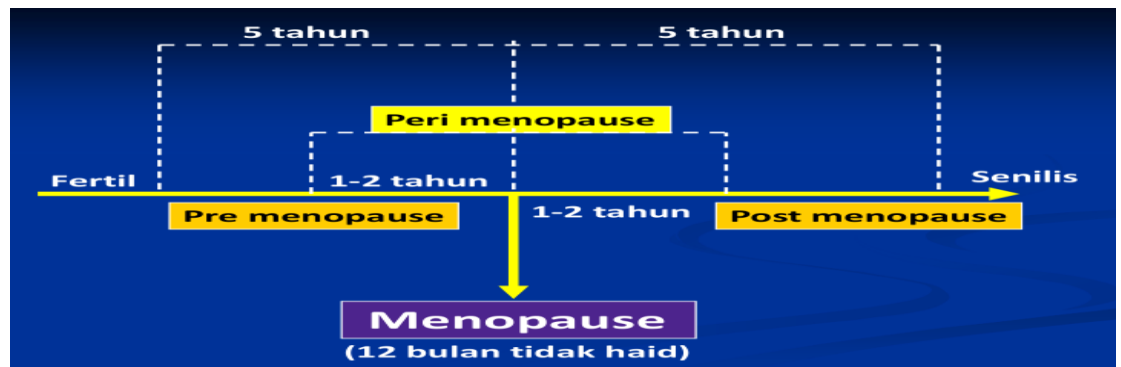 5 tahun 5 tahun
Peri menopause
Fertil 1-2 tahun Senilis
Pre menopause 1-2 tahun Post menopause
Menopause
(12 bulan tidak haid)